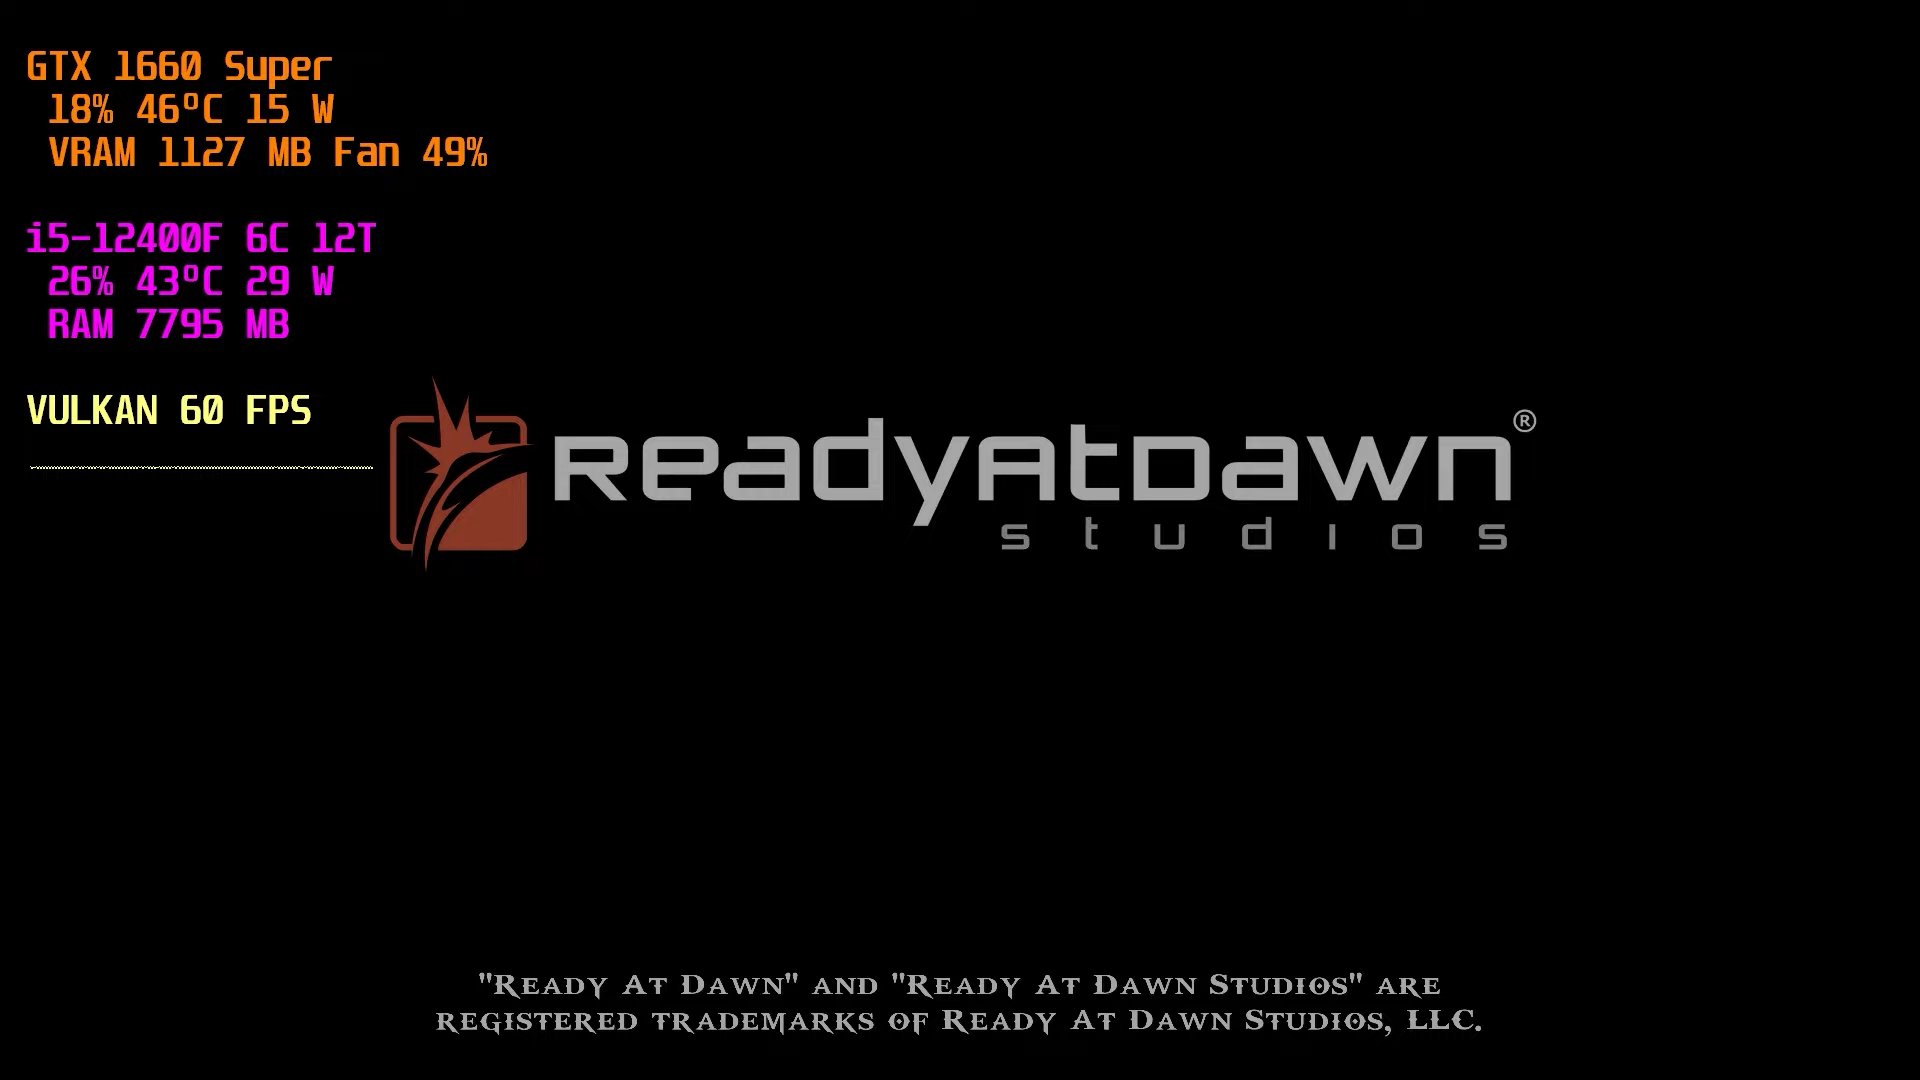 GTX 1660 Super
18% 46ºC 15 W
VRAM 1127 MB Fan 49%
i5-12400F 6C 12T
26% 43ºC 29 W
RAM 7795 MB
VULKAN 60 FPS
ReadyAtDawn®
studios
"Ready At Dawn" and "Ready At Dawn Studios" are
registered trademarks of Ready At Dawn Studios, LLC.